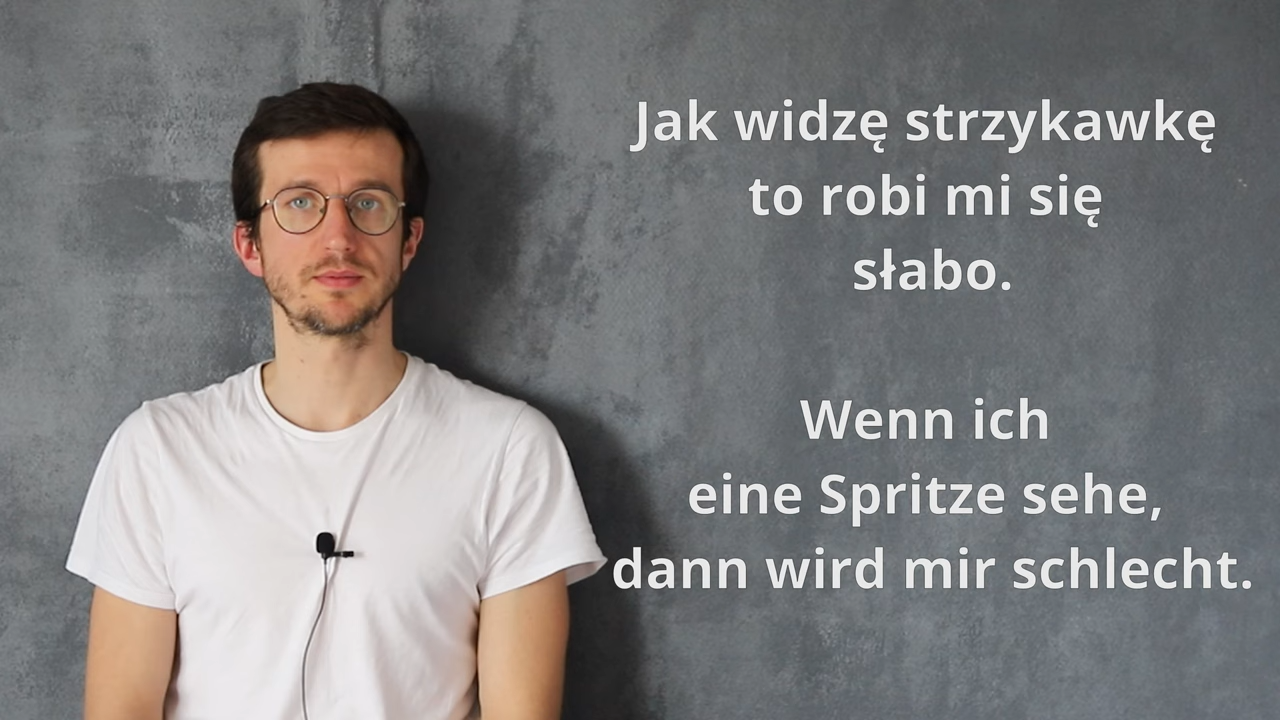 Jak widzę strzykawkę
to robi mi się
słabo.
Wenn ich
eine Spritze sehe,
dann wird mir schlecht.